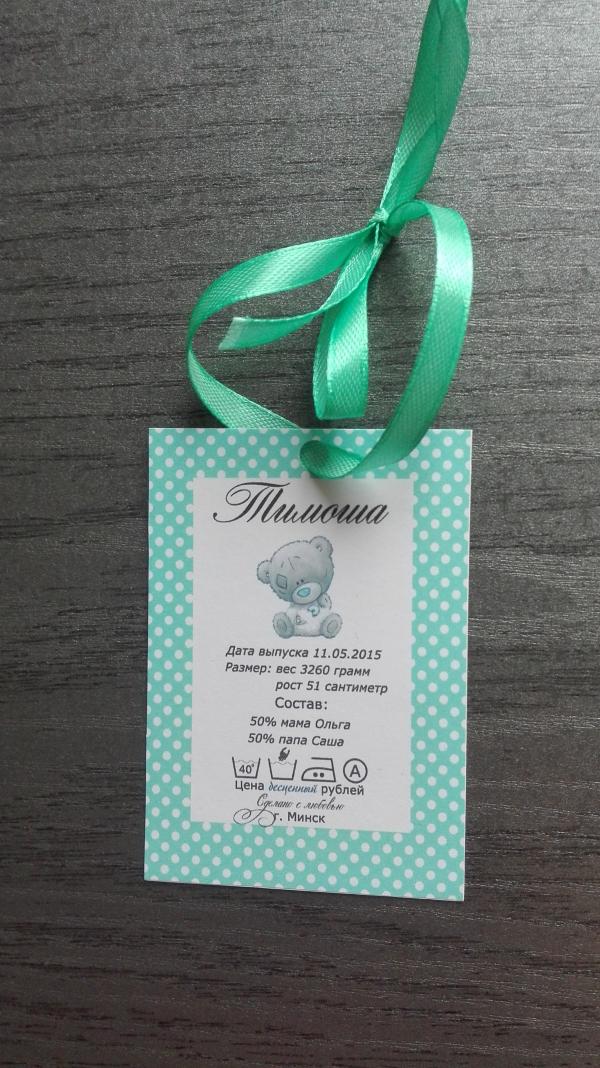 Тимоша
Дата выпуска 11.05.2015
Размер: вес 3260 грамм
рост 51 сантиметр
Состав:
50% мама Ольга
50% папа Саша
40° A
Цена бесценный рублей
Сделано с любовью
г. Минск